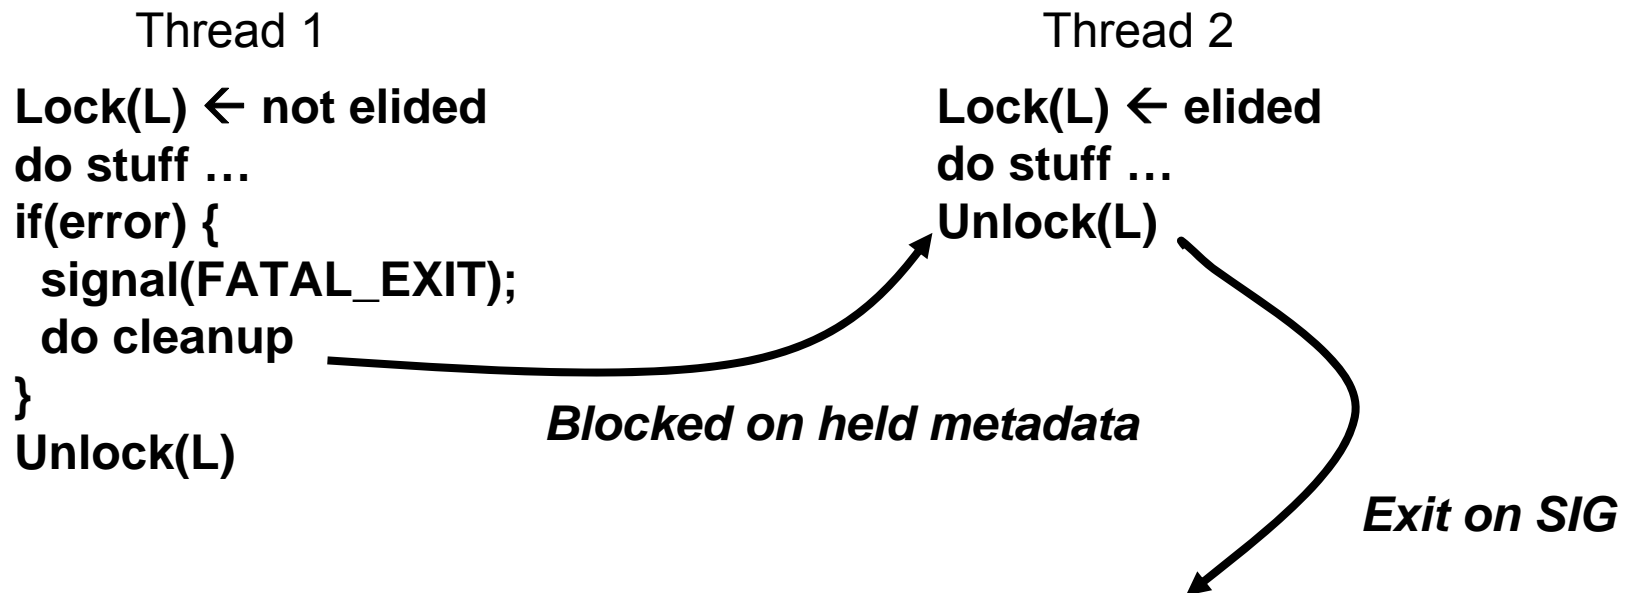 Thread 1
Lock(L) ← not elided
do stuff …
if(error) {
signal(FATAL_EXIT);
do cleanup
}
Unlock(L)
Thread 2
Lock(L) ← elided
do stuff …
Unlock(L)
Blocked on held metadata
Exit on SIG